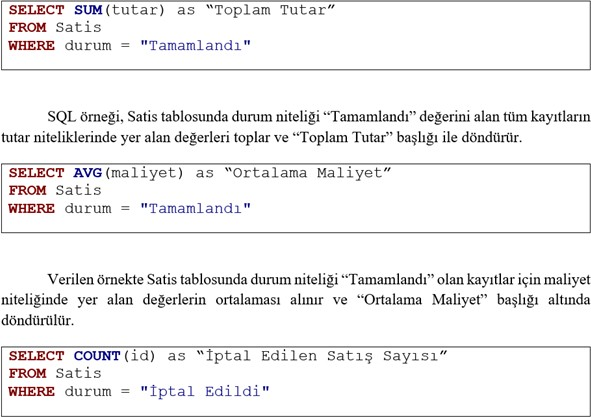 SELECT SUM(tutar) as “Toplam Tutar”
FROM Satis
WHERE durum = "Tamamlandı"
SQL örneği, Satis tablosunda durum niteliği “Tamamlandı” değerini alan tüm kayıtların
tutar niteliklerinde yer alan değerleri toplar ve “Toplam Tutar” başlığı ile döndürür.
SELECT AVG(maliyet) as “Ortalama Maliyet”
FROM Satis
WHERE durum = "Tamamlandı"
Verilen örnekte Satis tablosunda durum niteliği “Tamamlandı” olan kayıtlar için maliyet
niteliğinde yer alan değerlerin ortalaması alınır ve “Ortalama Maliyet” başlığı altında
döndürülür.
SELECT COUNT(id) as “İptal Edilen Satış Sayısı”
FROM Satis
WHERE durum = "İptal Edildi"